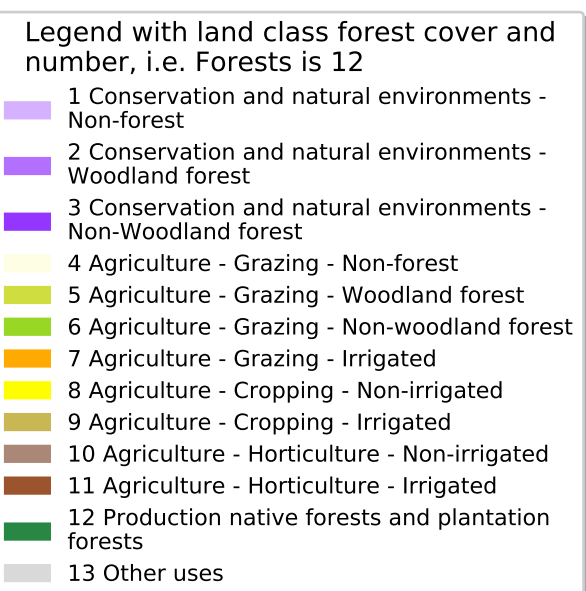 Legend with land class forest cover and
number, i.e. Forests is 12
1 Conservation and natural environments -
Non-forest
2 Conservation and natural environments -
Woodland forest
3 Conservation and natural environments -
Non-Woodland forest
4 Agriculture - Grazing - Non-forest
5 Agriculture - Grazing - Woodland forest
6 Agriculture - Grazing - Non-woodland forest
7 Agriculture - Grazing - Irrigated
8 Agriculture - Cropping - Non-irrigated
9 Agriculture - Cropping - Irrigated
10 Agriculture - Horticulture - Non-irrigated
11 Agriculture - Horticulture - Irrigated
12 Production native forests and plantation
forests
13 Other uses